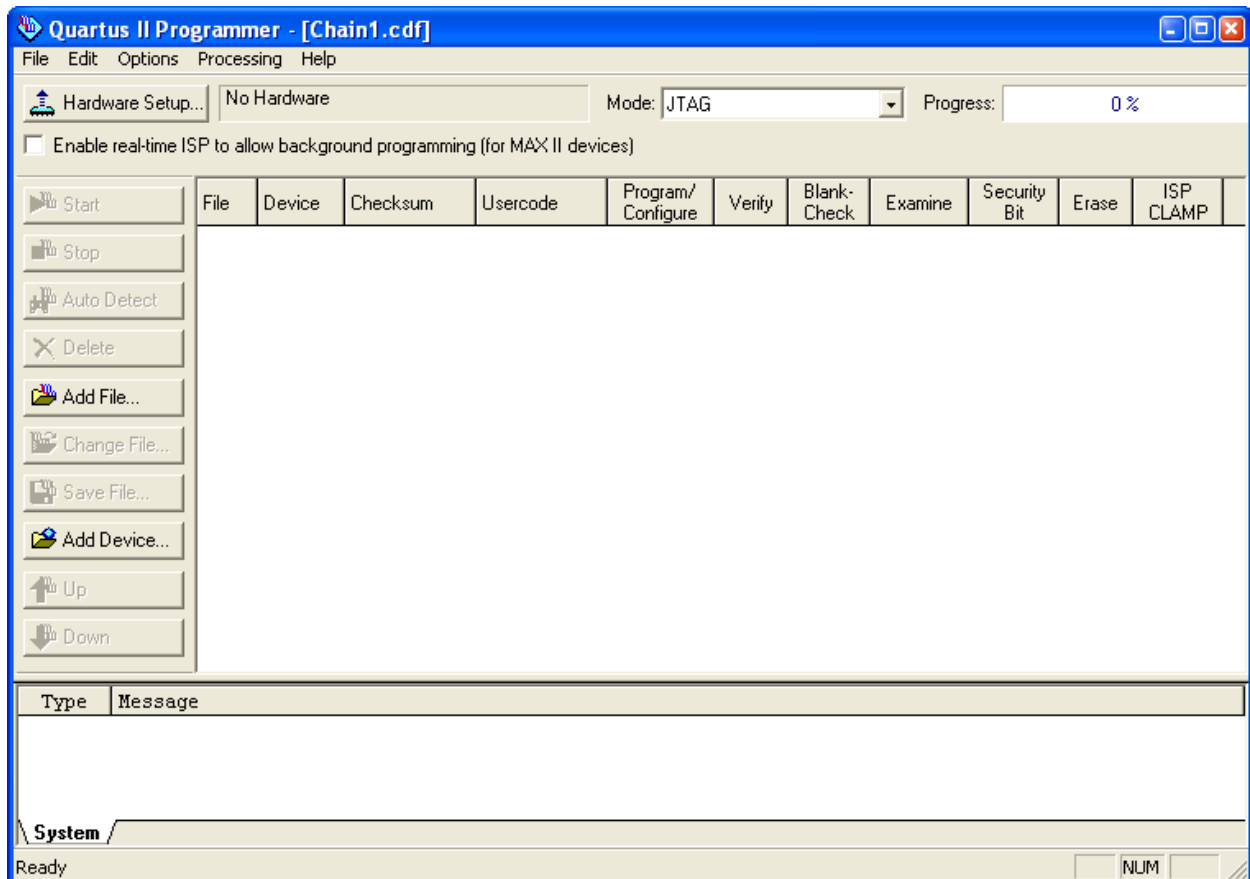 Quartus II Programmer - [Chain1.cdf]
File Edit Options Processing Help
Hardware Setup... No Hardware Mode: JTAG Progress: 0 %
Enable real-time ISP to allow background programming (for MAX II devices)
Start
File Device Checksum Usercode Program/ Configure Verify Blank- Check Examine Security Bit Erase ISP CLAMP
Stop
Auto Detect
Delete
Add File...
Change File...
Save File...
Add Device...
Up
Down
Type Message
System
Ready NUM